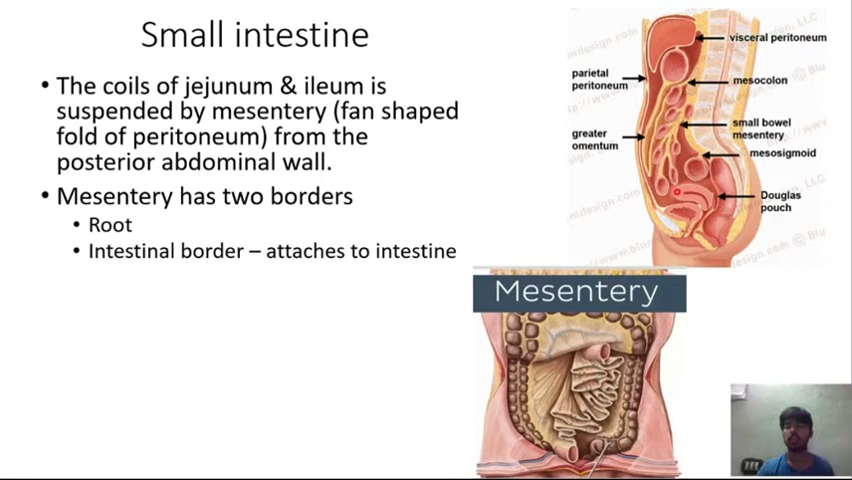 Small intestine
• The coils of jejunum & ileum is
suspended by mesentery (fan shaped
fold of peritoneum) from the
posterior abdominal wall.
• Mesentery has two borders
• Root
• Intestinal border – attaches to intestine
visceral peritoneum
parietal
peritoneum
mesocolon
greater
omentum
small bowel
mesentery
mesosigmoid
Douglas
pouch
Mesentery